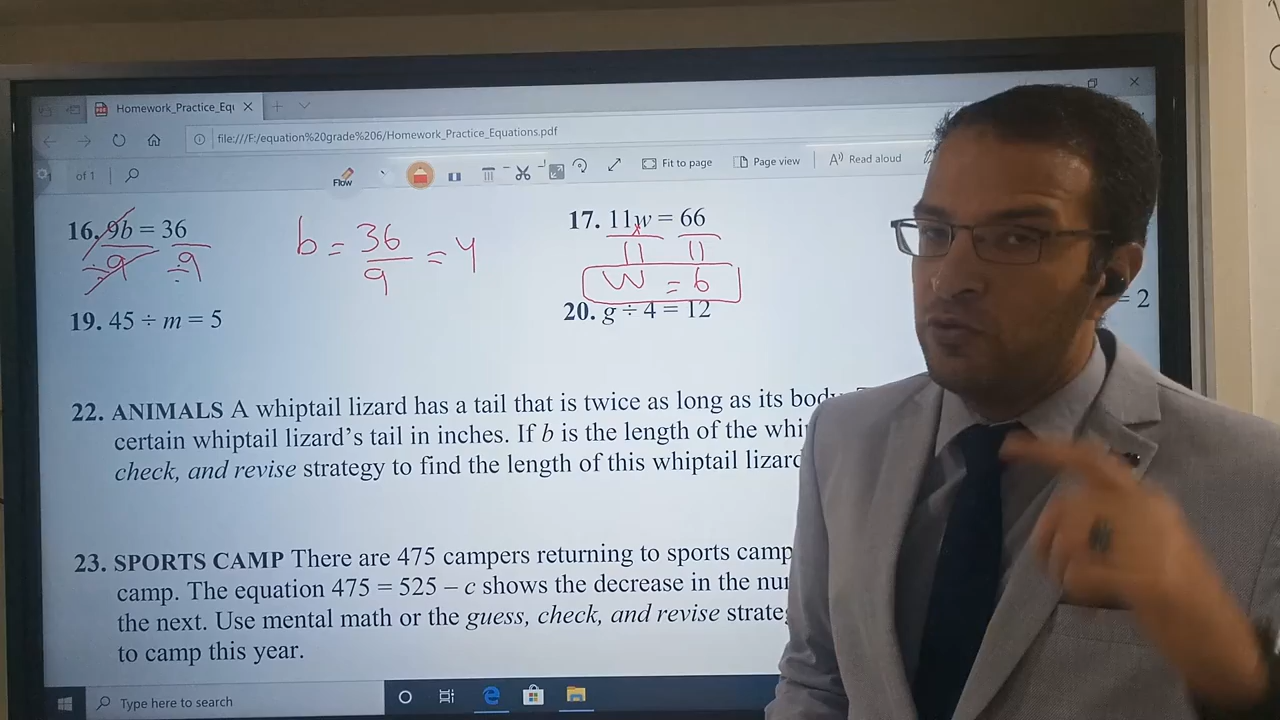 Homework_Practice_Equ
file:///F:/equation%20grade%206/Homework_Practice_Equations.pdf
of 1
Flow
Fit to page
Page view
Read aloud
16. 9b = 36
÷9 ÷9
b = 36/9 = 4
17. 11w = 66
11 11
w = 6
19. 45 ÷ m = 5
20. g ÷ 4 = 12
= 2
22. ANIMALS A whiptail lizard has a tail that is twice as long as its body.
certain whiptail lizard's tail in inches. If b is the length of the whip
check, and revise strategy to find the length of this whiptail lizard
23. SPORTS CAMP There are 475 campers returning to sports camp
camp. The equation 475 = 525 – c shows the decrease in the nu
the next. Use mental math or the guess, check, and revise strate
to camp this year.
Type here to search